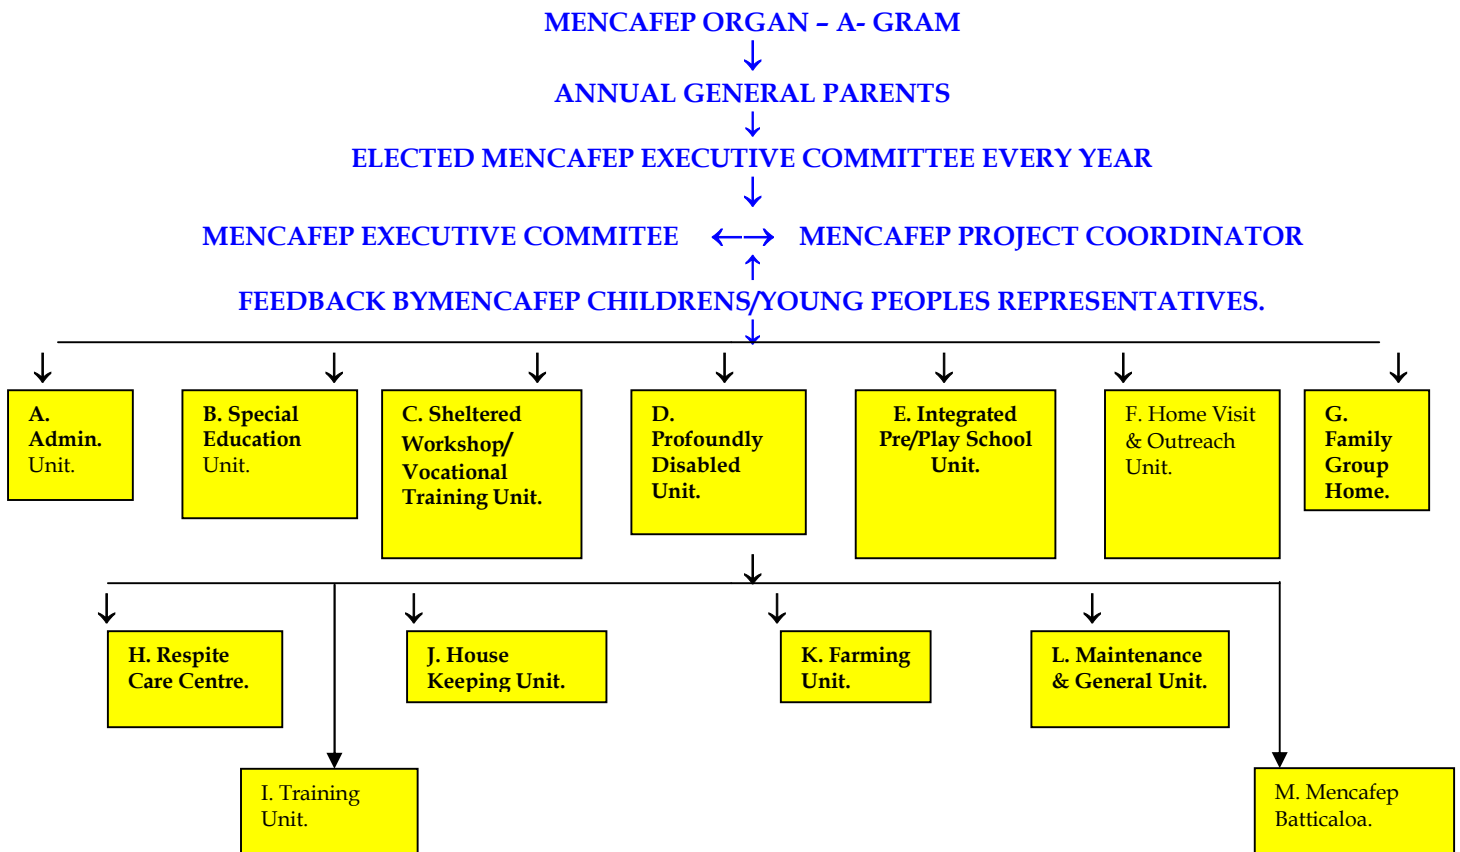 MENCAFEP ORGAN – A- GRAM
ANNUAL GENERAL PARENTS
ELECTED MENCAFEP EXECUTIVE COMMITTEE EVERY YEAR
MENCAFEP EXECUTIVE COMMITEE ←→ MENCAFEP PROJECT COORDINATOR
FEEDBACK BYMENCAFEP CHILDRENS/YOUNG PEOPLES REPRESENTATIVES.
A.
Admin.
Unit.
B. Special
Education
Unit.
C. Sheltered
Workshop/
Vocational
Training Unit.
D.
Profoundly
Disabled
Unit.
E. Integrated
Pre/Play School
Unit.
F. Home Visit
& Outreach
Unit.
G.
Family
Group
Home.
H. Respite
Care Centre.
J. House
Keeping Unit.
K. Farming
Unit.
L. Maintenance
& General Unit.
I. Training
Unit.
M. Mencafep
Batticaloa.